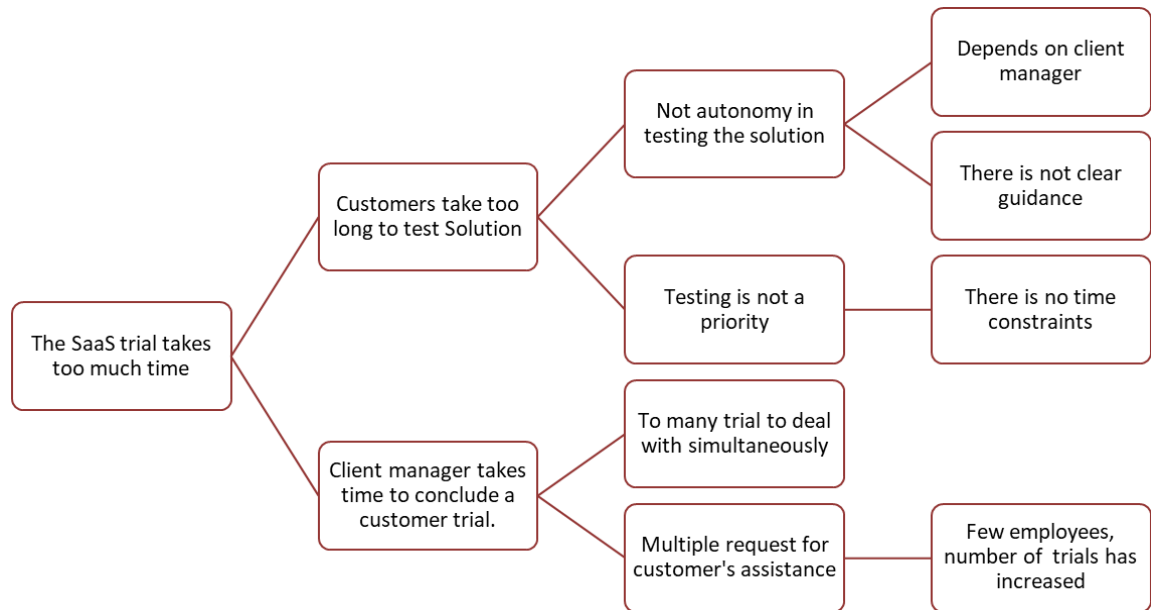 The SaaS trial takes
too much time
Customers take too
long to test Solution
Not autonomy in
testing the solution
Depends on client
manager
There is not clear
guidance
Testing is not a
priority
There is no time
constraints
Client manager takes
time to conclude a
customer trial.
To many trial to deal
with simultaneously
Multiple request for
customer's assistance
Few employees,
number of trials has
increased